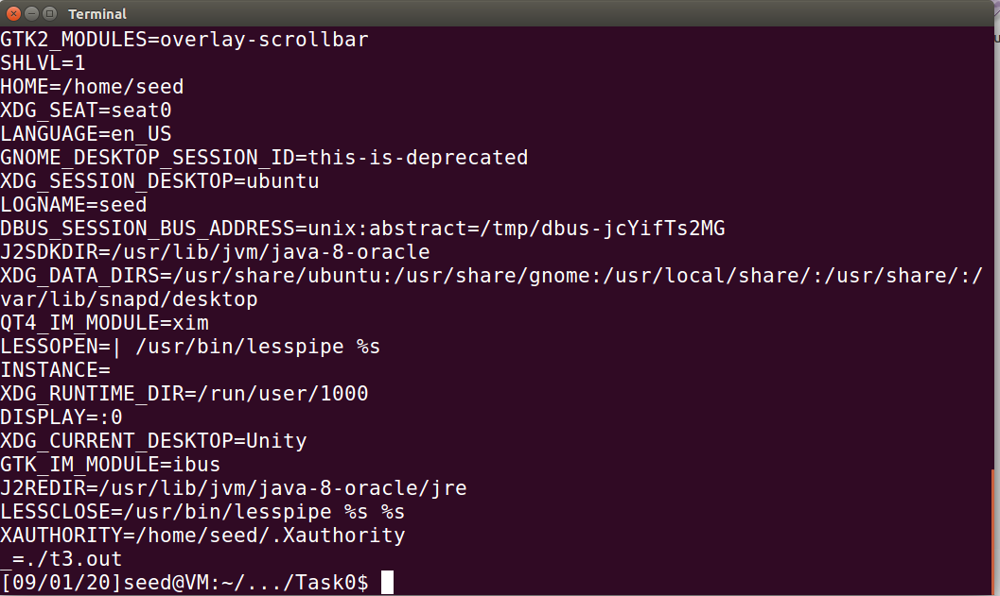 Terminal
GTK2_MODULES=overlay-scrollbar
SHLVL=1
HOME=/home/seed
XDG_SEAT=seat0
LANGUAGE=en_US
GNOME_DESKTOP_SESSION_ID=this-is-deprecated
XDG_SESSION_DESKTOP=ubuntu
LOGNAME=seed
DBUS_SESSION_BUS_ADDRESS=unix:abstract=/tmp/dbus-jcYifTs2MG
J2SDKDIR=/usr/lib/jvm/java-8-oracle
XDG_DATA_DIRS=/usr/share/ubuntu:/usr/share/gnome:/usr/local/share/:/usr/share/:/
var/lib/snapd/desktop
QT4_IM_MODULE=xim
LESSOPEN=| /usr/bin/lesspipe %s
INSTANCE=
XDG_RUNTIME_DIR=/run/user/1000
DISPLAY=:0
XDG_CURRENT_DESKTOP=Unity
GTK_IM_MODULE=ibus
J2REDIR=/usr/lib/jvm/java-8-oracle/jre
LESSCLOSE=/usr/bin/lesspipe %s %s
XAUTHORITY=/home/seed/.Xauthority
_=./t3.out
[09/01/20]seed@VM:~/.../Task0$